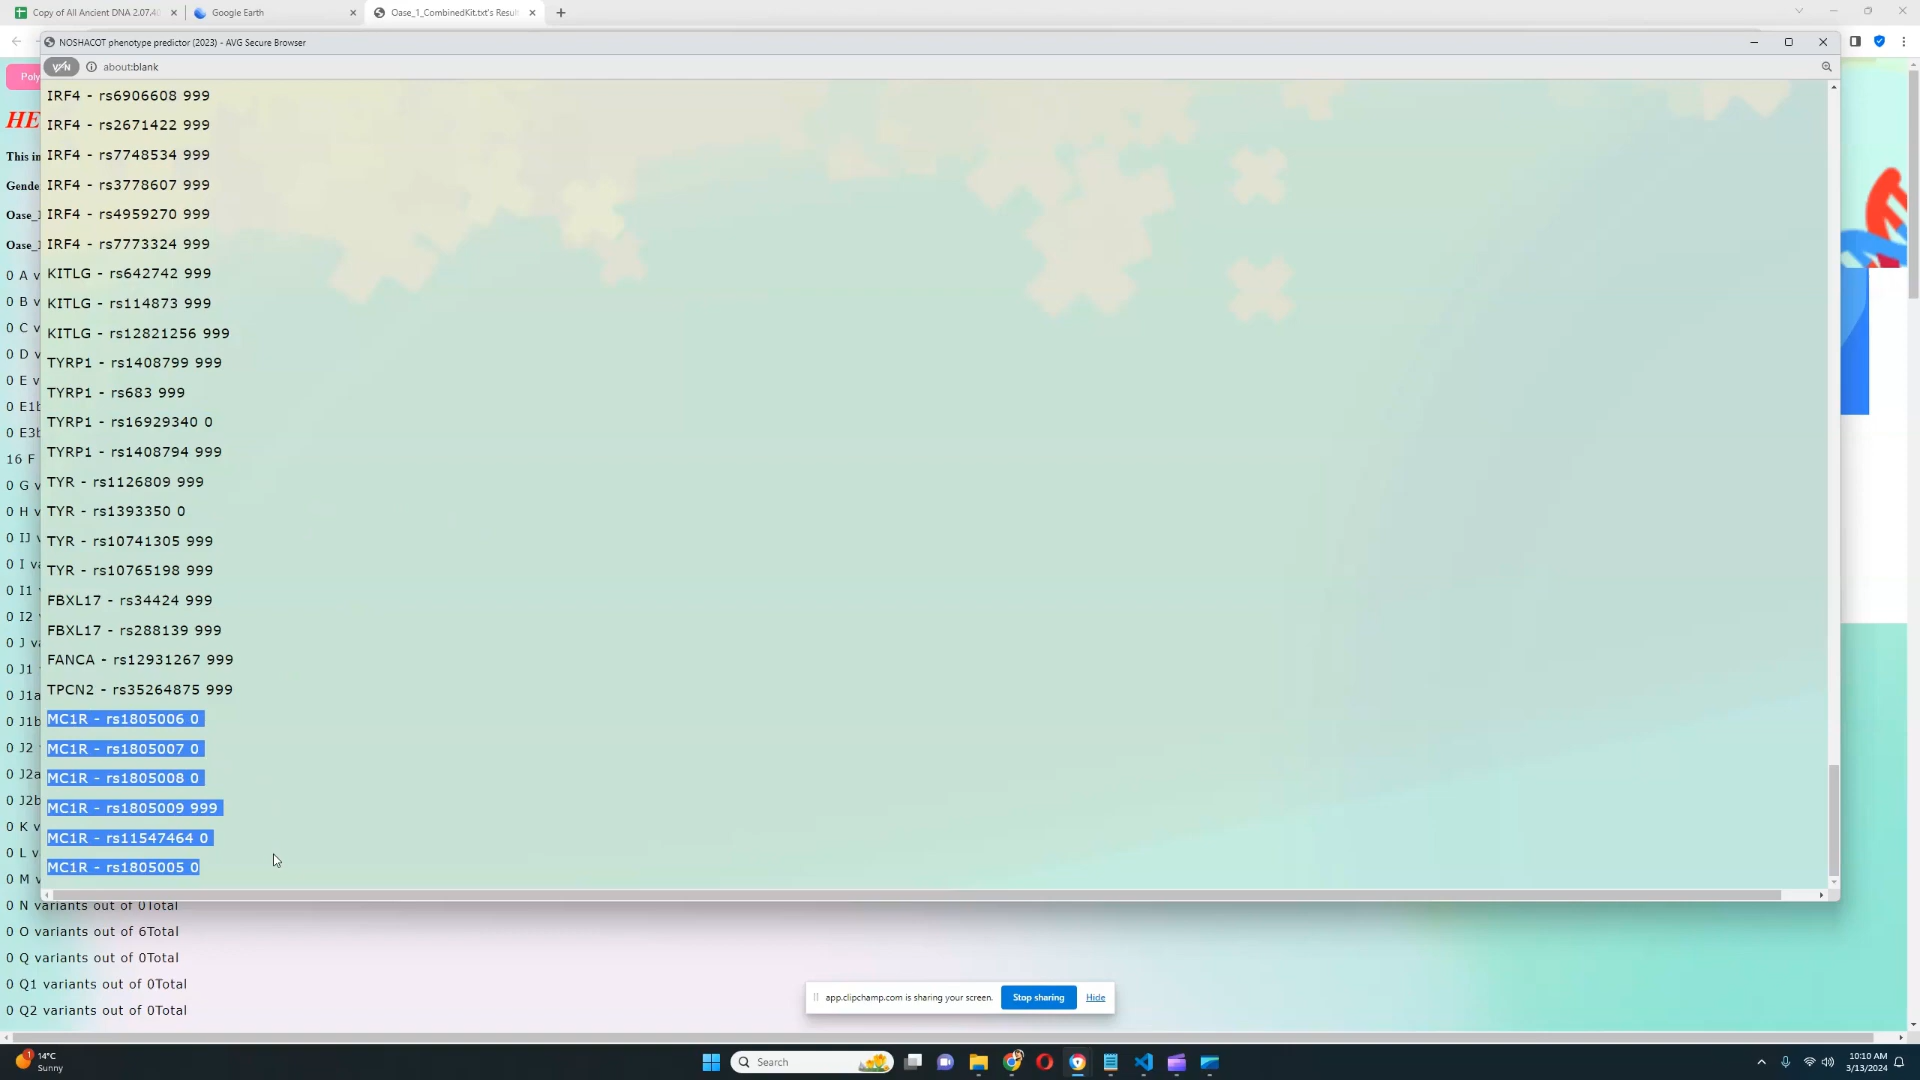 Copy of All Ancient DNA 2.07.4
Google Earth
Oase_1_CombinedKit.txt's Resul
NOSHACOT phenotype predictor (2023) - AVG Secure Browser
VPN
about:blank
Poly
HE
This in
Gende
Oase_1
Oase_1
0 A v
0 B v
0 C v
0 D v
0 E v
0 E1b
0 E3b
16 F
0 G v
0 H v
0 IJ v
0 I va
0 I1 v
0 I2 v
0 J va
0 J1
0 J1a
0 J1b
0 J2
0 J2a
0 J2b
0 K v
0 L v
0 M v
0 N variants out of 0Total
0 O variants out of 6Total
0 Q variants out of 0Total
0 Q1 variants out of 0Total
0 Q2 variants out of 0Total
IRF4 - rs6906608 999
IRF4 - rs2671422 999
IRF4 - rs7748534 999
IRF4 - rs3778607 999
IRF4 - rs4959270 999
IRF4 - rs7773324 999
KITLG - rs642742 999
KITLG - rs114873 999
KITLG - rs12821256 999
TYRP1 - rs1408799 999
TYRP1 - rs683 999
TYRP1 - rs16929340 0
TYRP1 - rs1408794 999
TYR - rs1126809 999
TYR - rs1393350 0
TYR - rs10741305 999
TYR - rs10765198 999
FBXL17 - rs34424 999
FBXL17 - rs288139 999
FANCA - rs12931267 999
TPCN2 - rs35264875 999
MC1R - rs1805006 0
MC1R - rs1805007 0
MC1R - rs1805008 0
MC1R - rs1805009 999
MC1R - rs11547464 0
MC1R - rs1805005 0
app.clipchamp.com is sharing your screen.
Stop sharing
Hide
1
14°C
Sunny
Search
10:10 AM
3/13/2024